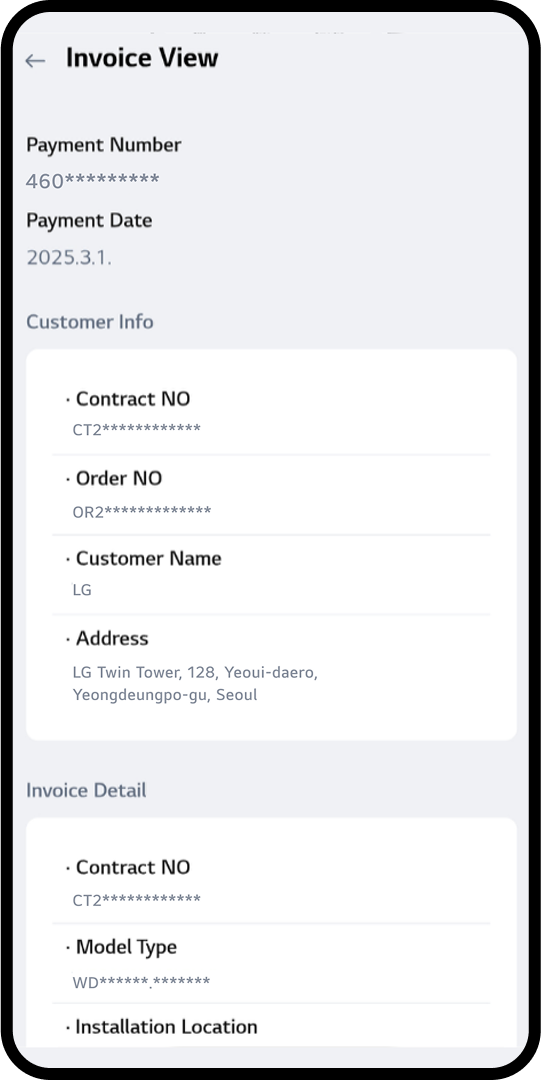 Invoice View
Payment Number
460*********
Payment Date
2025.3.1.
Customer Info
· Contract NO
CT2************
· Order NO
OR2*************
· Customer Name
LG
· Address
LG Twin Tower, 128, Yeoui-daero,
Yeongdeungpo-gu, Seoul
Invoice Detail
· Contract NO
CT2************
· Model Type
WD******.*******
· Installation Location